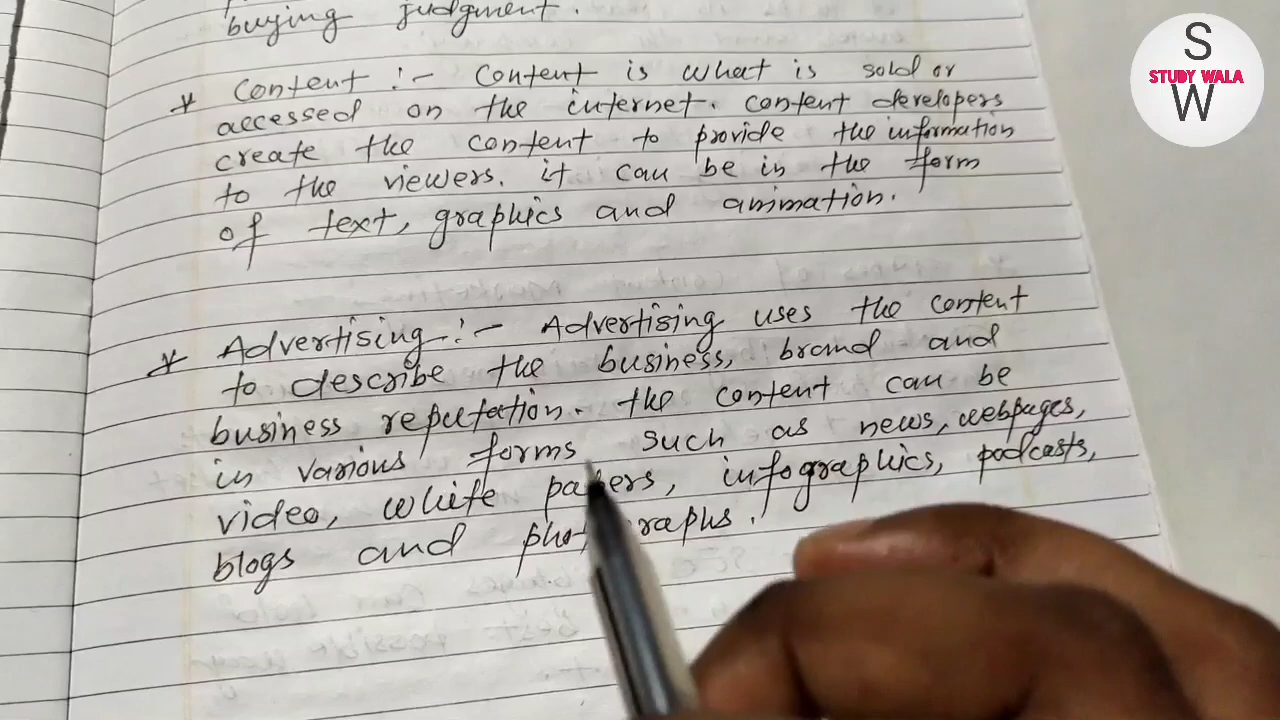 buying judgment.
* Content :- Content is what is sold or
accessed on the internet. Content developers
create the content to provide the information
to the viewers. it can be in the form
of text, graphics and animation.
* Advertising :- Advertising uses the content
to describe the business, brand and
business reputation. the content can be
in various forms such as news, webpages,
video, white papers, infographics, podcasts,
blogs and photographs.
S
STUDY WALA
W